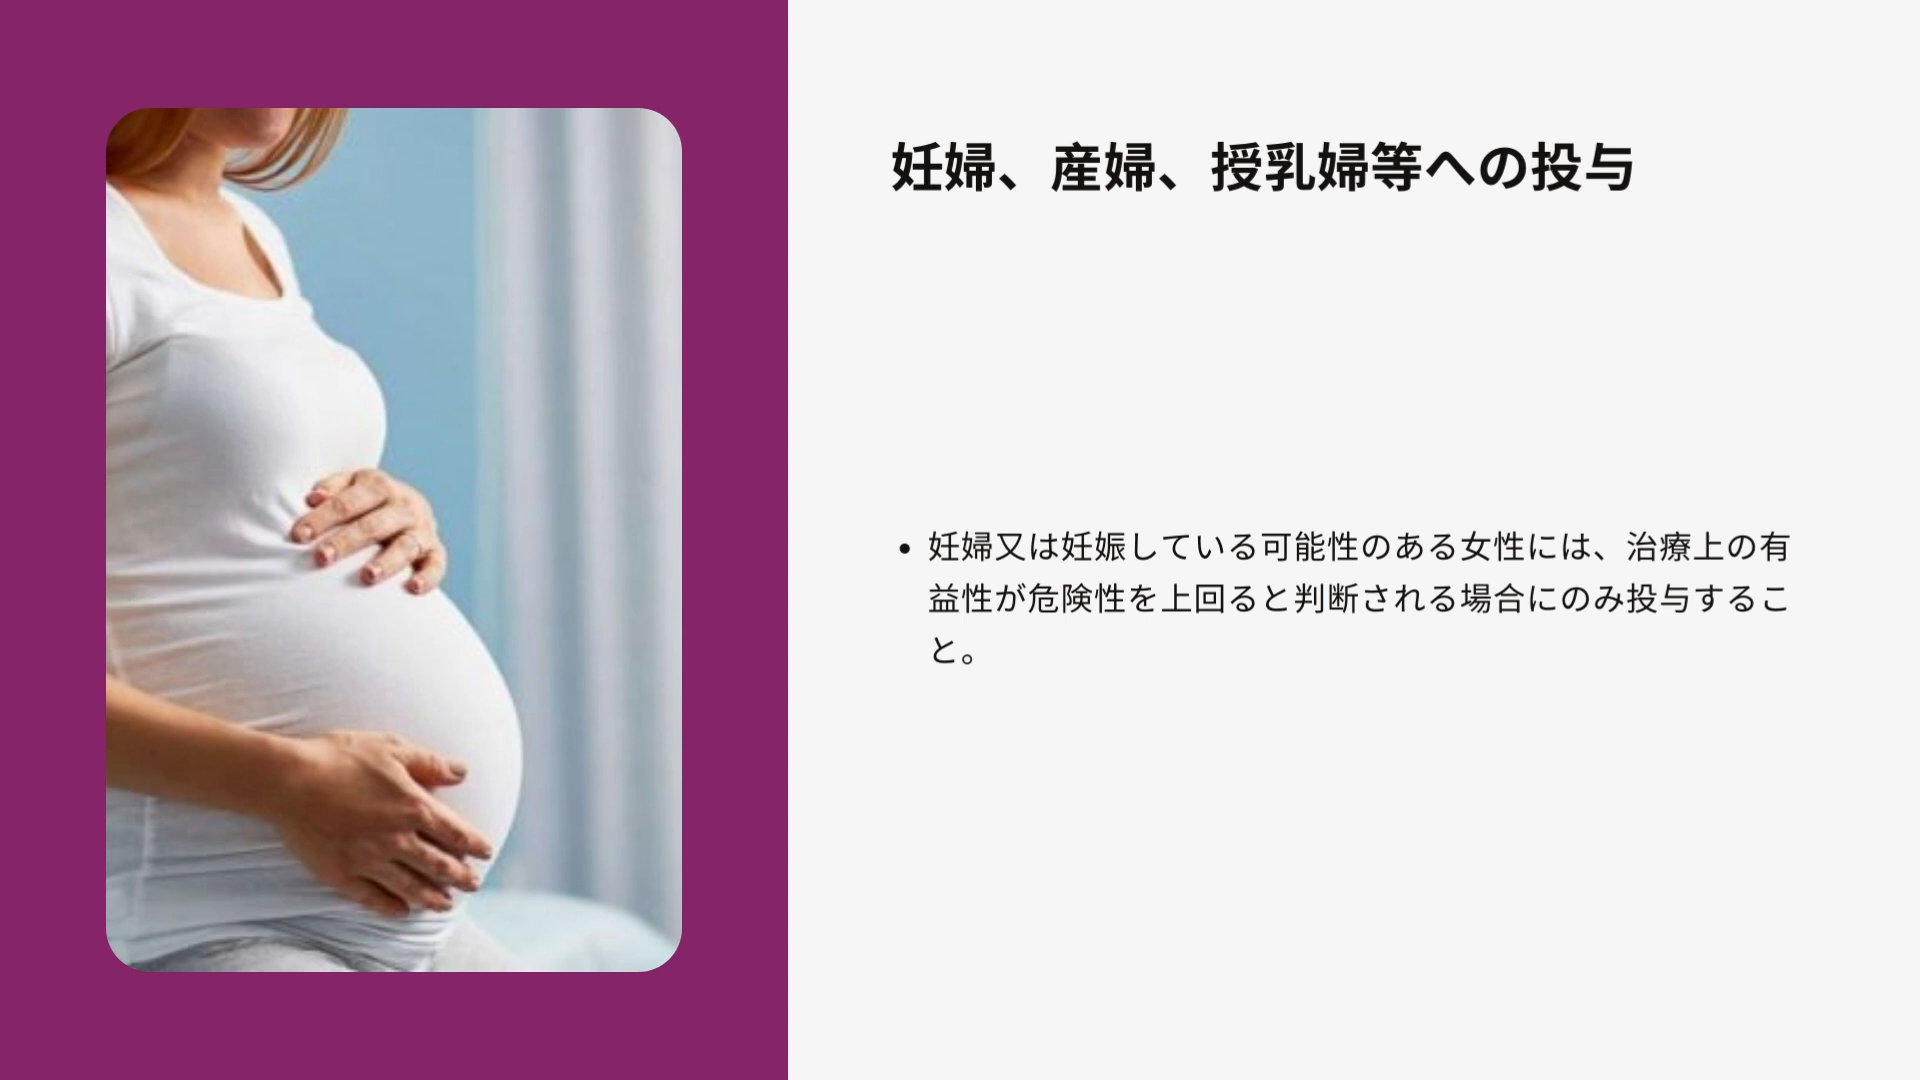 妊婦、産婦、授乳婦等への投与
• 妊婦又は妊娠している可能性のある女性には、治療上の有
益性が危険性を上回ると判断される場合にのみ投与するこ
と。